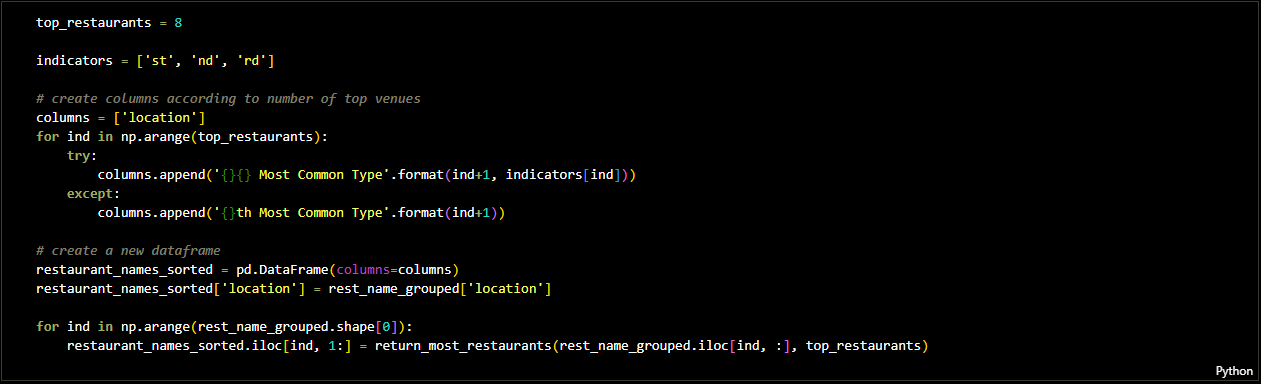 top_restaurants = 8
indicators = ['st', 'nd', 'rd']
# create columns according to number of top venues
columns = ['location']
for ind in np.arange(top_restaurants):
    try:
        columns.append('{}{} Most Common Type'.format(ind+1, indicators[ind]))
    except:
        columns.append('{}th Most Common Type'.format(ind+1))
# create a new dataframe
restaurant_names_sorted = pd.DataFrame(columns=columns)
restaurant_names_sorted['location'] = rest_name_grouped['location']
for ind in np.arange(rest_name_grouped.shape[0]):
    restaurant_names_sorted.iloc[ind, 1:] = return_most_restaurants(rest_name_grouped.iloc[ind, :], top_restaurants)
Python